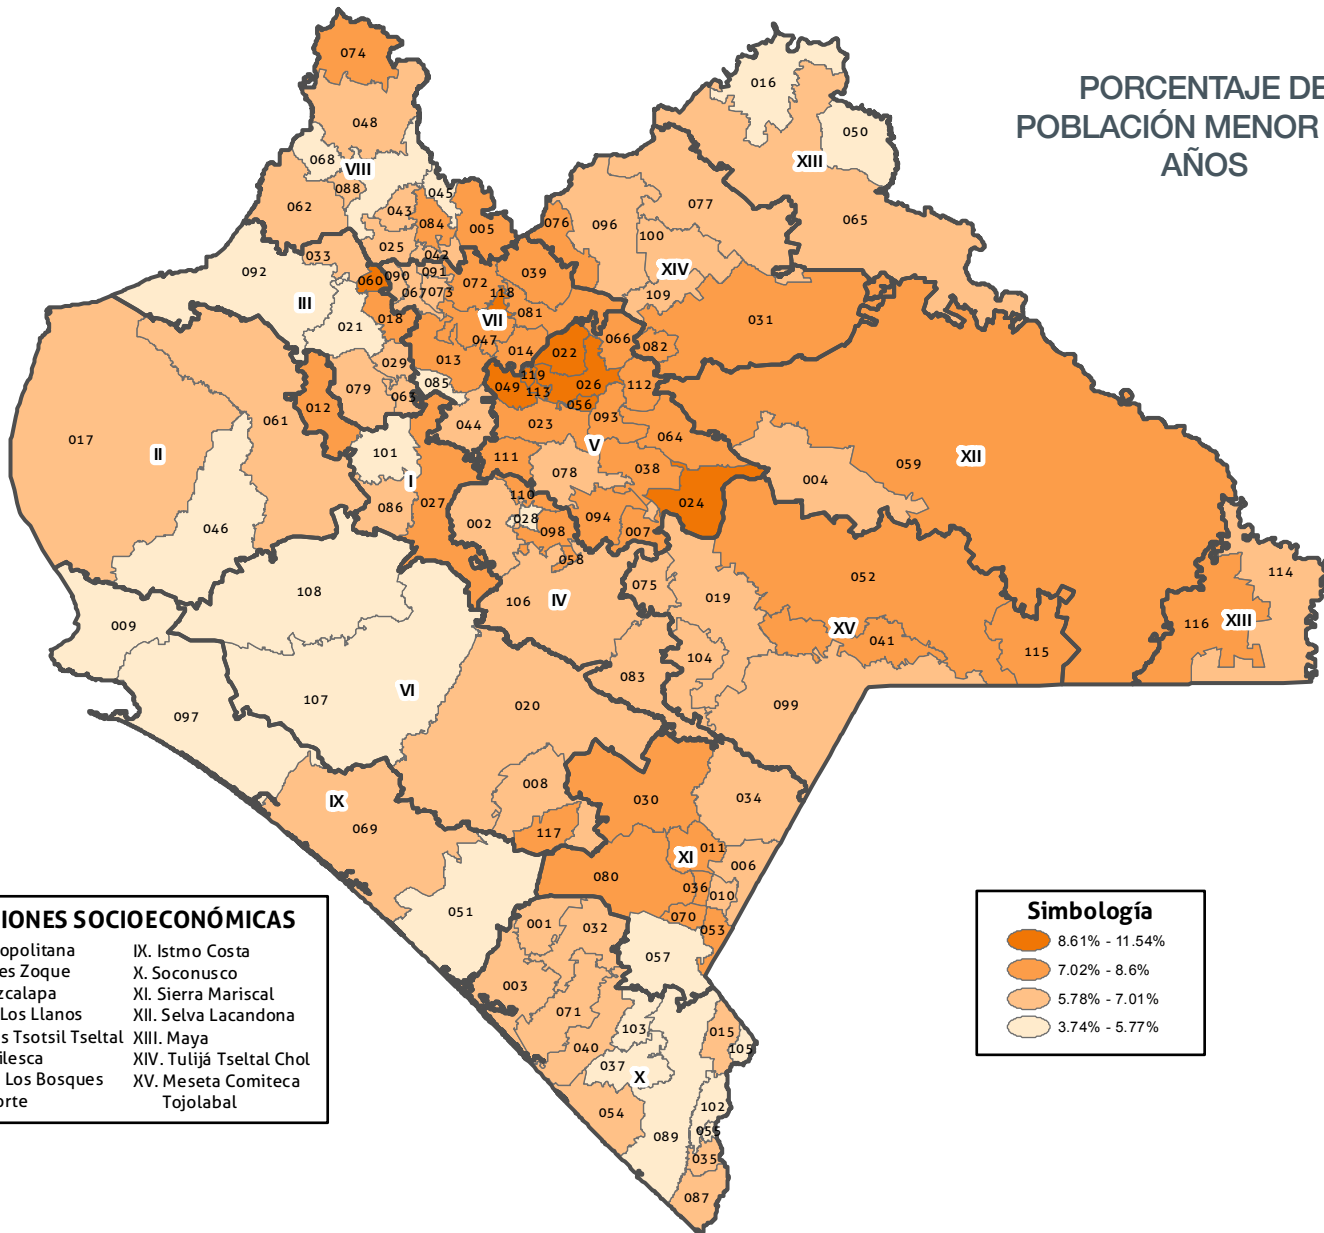 PORCENTAJE DE
POBLACIÓN MENOR
AÑOS
074
016
048
050
068
VIII
XIII
088
045
062
043
077
084
005
076
096
065
025
100
042
033
092
090
091
039
XIV
060
072
067
073
118
109
III
081
018
VII
031
021
047
066
014
082
022
013
029
119
085
049
026
079
113
112
063
056
012
093
061
044
023
064
017
V
101
II
111
XII
059
078
038
I
004
110
024
027
086
002
028
094
046
098
007
058
052
114
075
108
106
IV
019
009
116
XIII
XV
041
115
104
083
VI
107
020
099
097
008
034
030
IX
069
117
011
XI
006
080
036
010
051
001
070
032
053
057
003
071
103
015
040
105
037
X
054
102
055
089
035
087
IONES SOCIOECONÓMICAS
opolitana
es Zoque
zcalapa
Los Llanos
s Tsotsil Tseltal
ilesca
Los Bosques
orte
IX. Istmo Costa
X. Soconusco
XI. Sierra Mariscal
XII. Selva Lacandona
XIII. Maya
XIV. Tulijá Tseltal Chol
XV. Meseta Comiteca
Tojolabal
Simbología
8.61% - 11.54%
7.02% - 8.6%
5.78% - 7.01%
3.74% - 5.77%